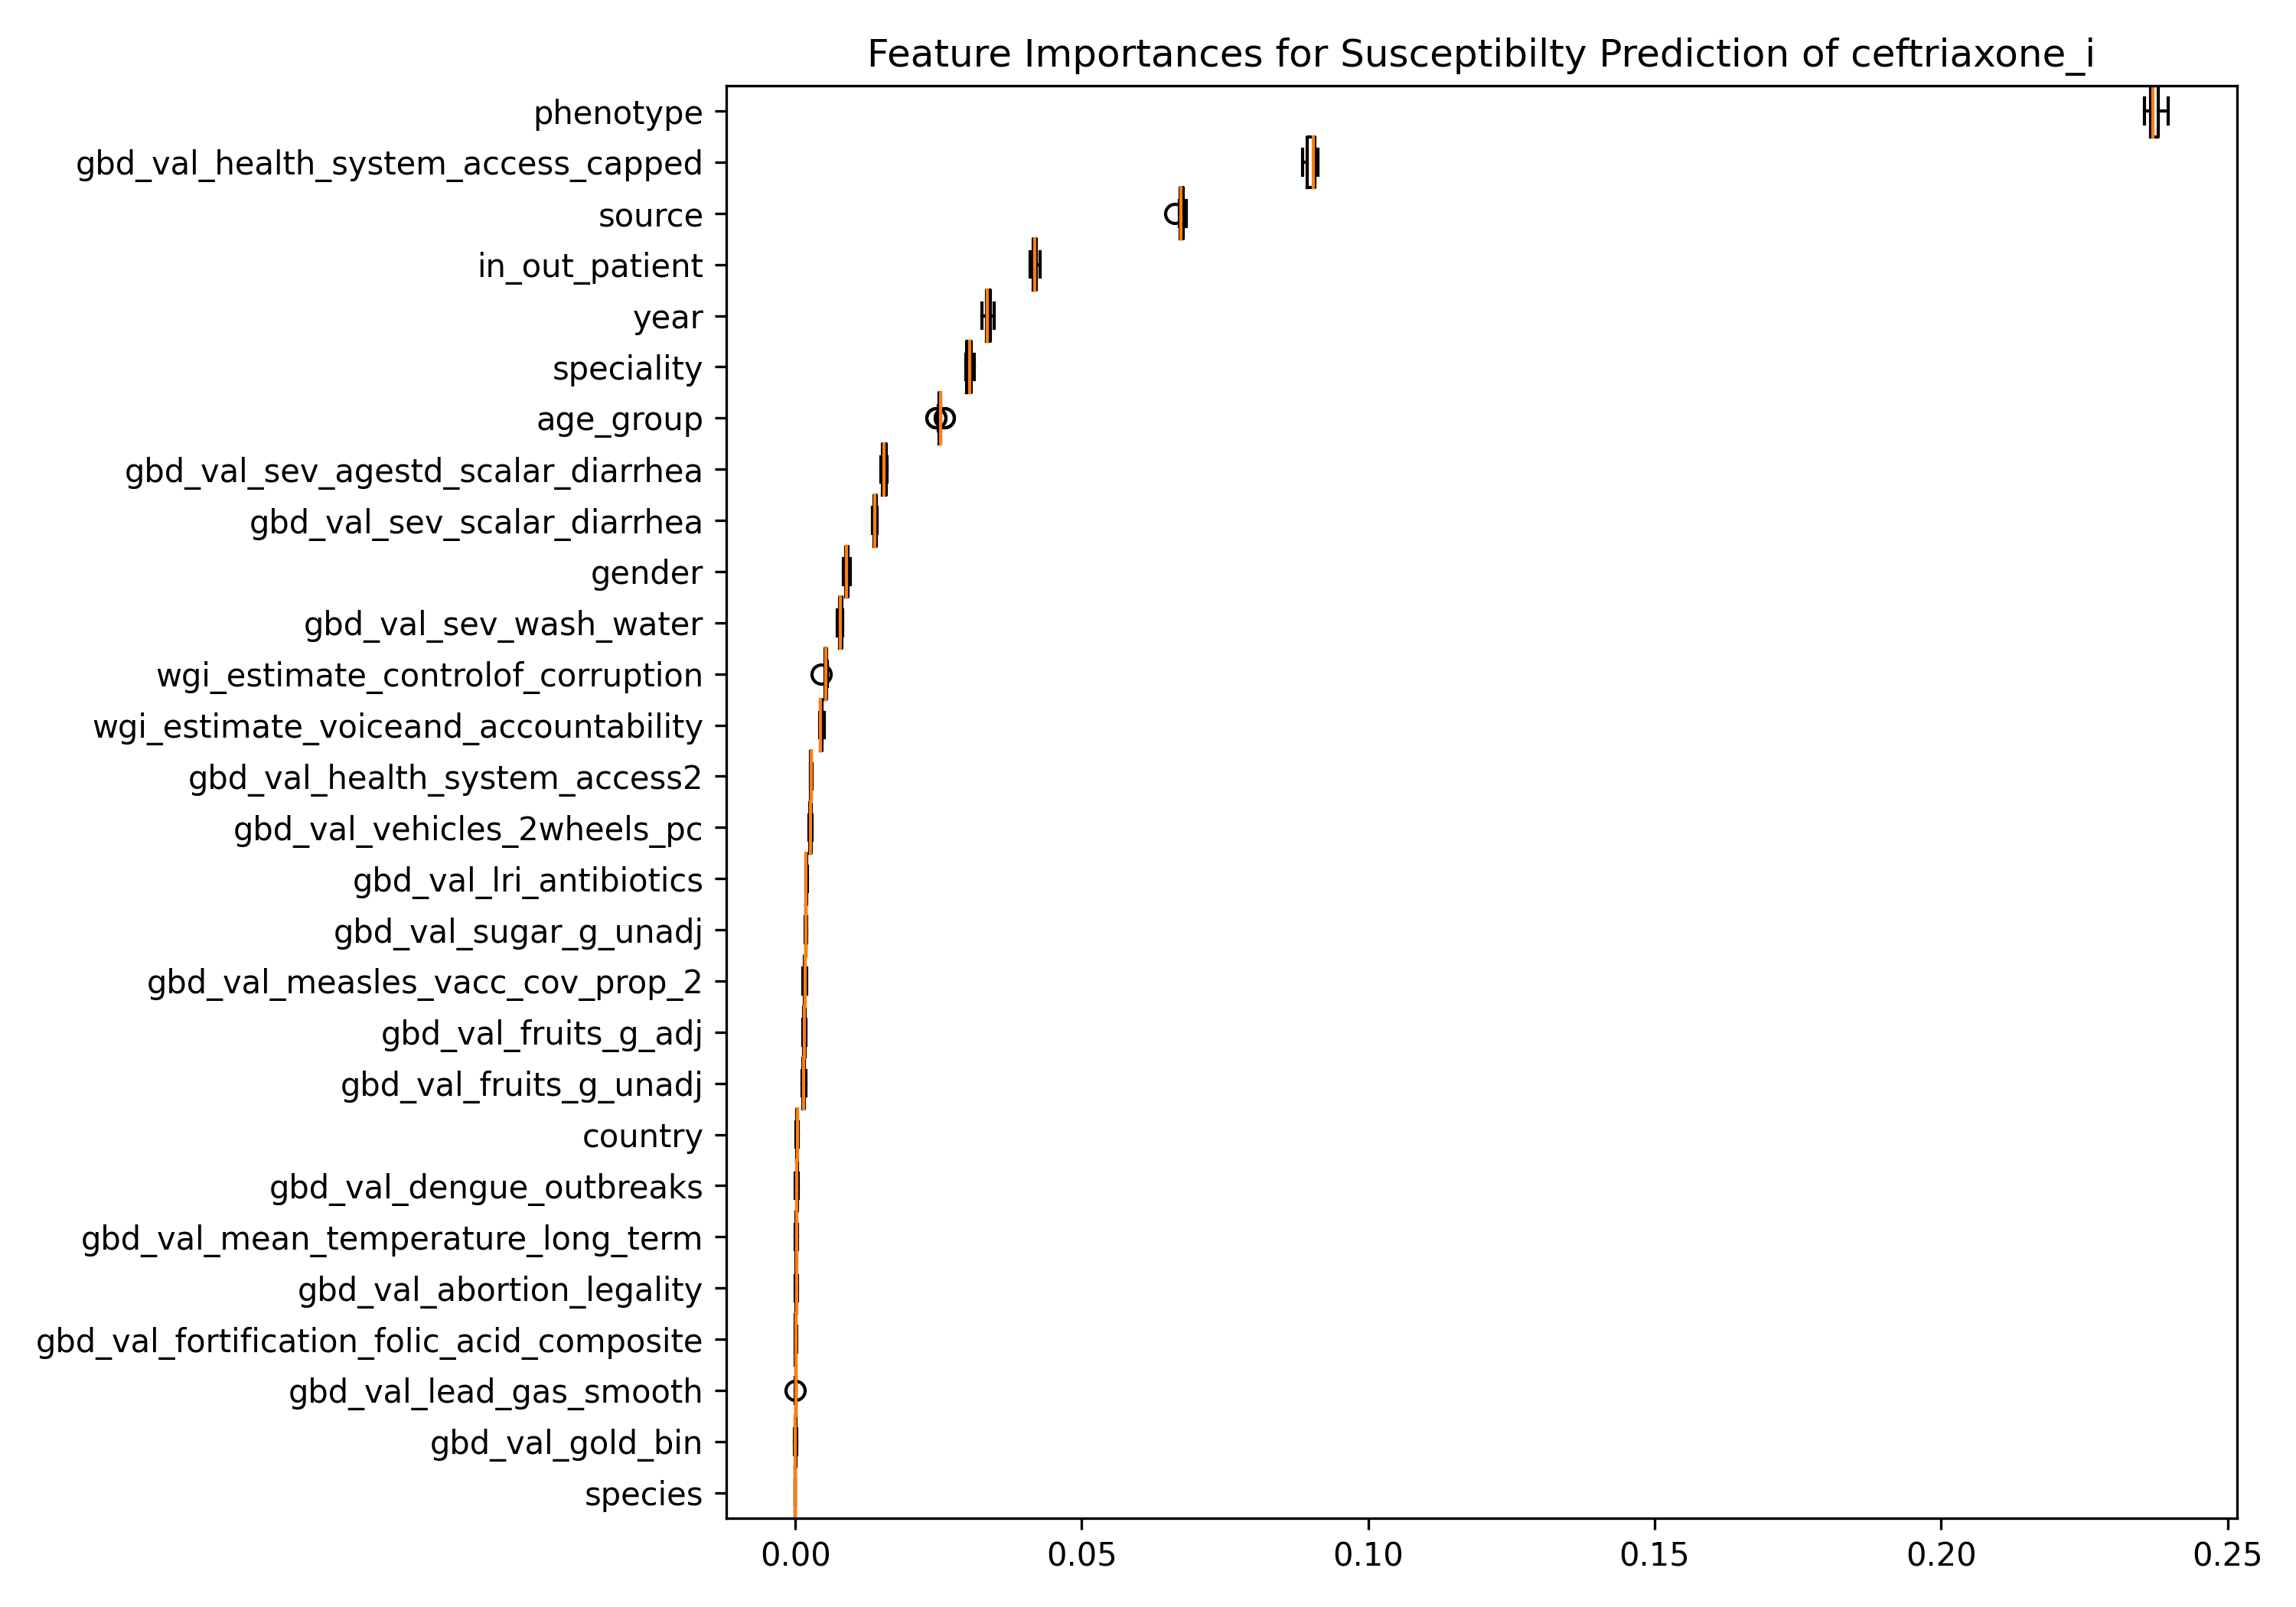 Feature Importances for Susceptibilty Prediction of ceftriaxone_i
phenotype
gbd_val_health_system_access_capped
source
in_out_patient
year
speciality
age_group
gbd_val_sev_agestd_scalar_diarrhea
gbd_val_sev_scalar_diarrhea
gender
gbd_val_sev_wash_water
wgi_estimate_controlof_corruption
wgi_estimate_voiceand_accountability
gbd_val_health_system_access2
gbd_val_vehicles_2wheels_pc
gbd_val_lri_antibiotics
gbd_val_sugar_g_unadj
gbd_val_measles_vacc_cov_prop_2
gbd_val_fruits_g_adj
gbd_val_fruits_g_unadj
country
gbd_val_dengue_outbreaks
gbd_val_mean_temperature_long_term
gbd_val_abortion_legality
gbd_val_fortification_folic_acid_composite
gbd_val_lead_gas_smooth
gbd_val_gold_bin
species
0.00 0.05 0.10 0.15 0.20 0.25